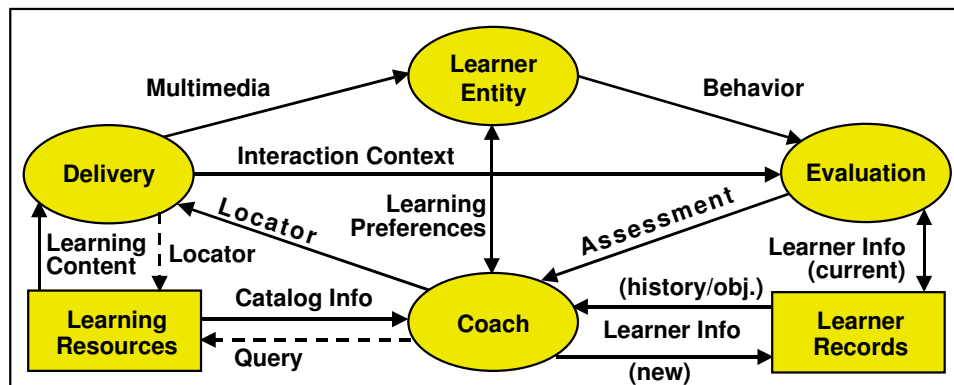 Learner
Entity
Multimedia
Behavior
Interaction Context
Delivery
Evaluation
Learning
Preferences
Locator
Assessment
Learning
Content
Locator
Learner Info
(current)
Catalog Info
(history/obj.)
Learning
Resources
Coach
Learner Info
Learner
Records
Query
(new)